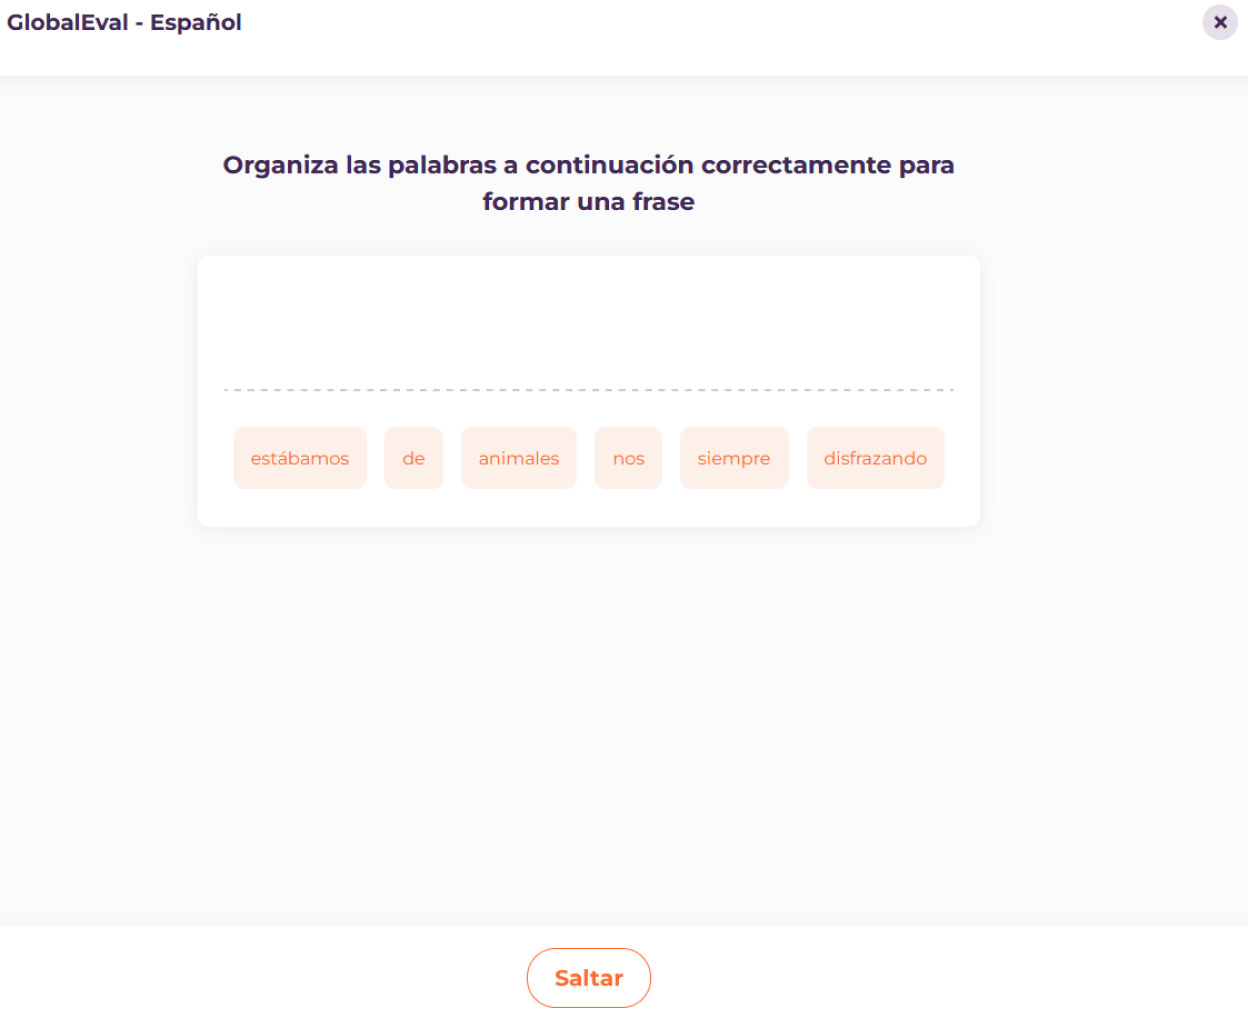 GlobalEval - Español
Organiza las palabras a continuación correctamente para
formar una frase
estábamos de animales nos siempre disfrazando
Saltar